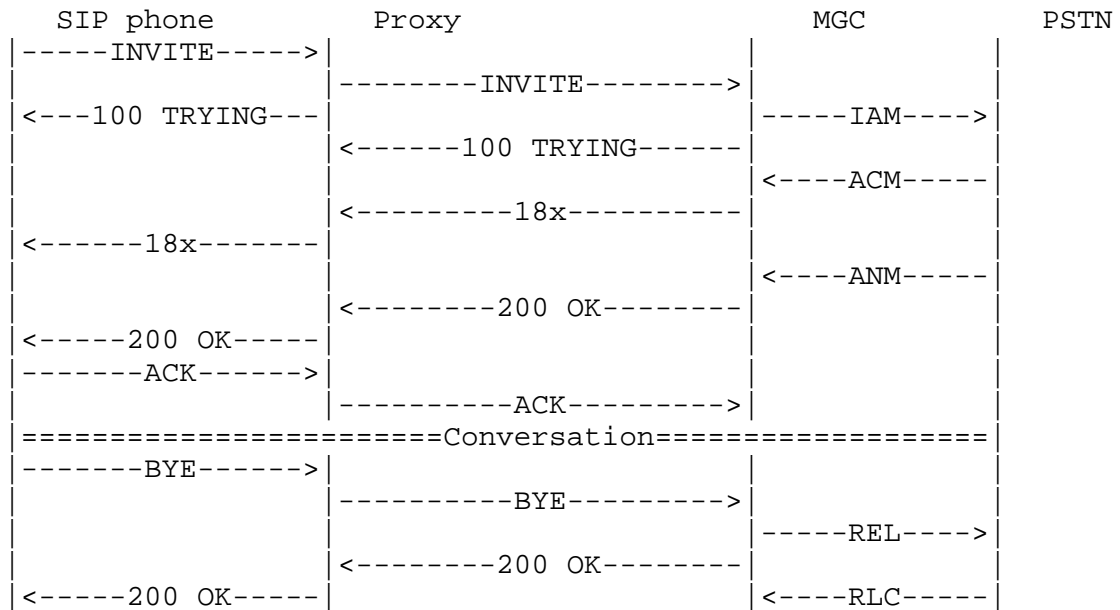 SIP phone Proxy MGC PSTN
|-----INVITE----->| | |
| |--------INVITE-------->| |
|<---100 TRYING---| |-----IAM---->|
| |<------100 TRYING------| |
| | |<----ACM-----|
| |<---------18x----------| |
|<------18x-------| | |
| | |<----ANM-----|
| |<--------200 OK--------| |
|<-----200 OK-----| | |
|-------ACK------>| | |
| |----------ACK--------->| |
|========================Conversation===================|
|-------BYE------>| | |
| |----------BYE--------->| |
| | |-----REL---->|
| |<--------200 OK--------| |
|<-----200 OK-----| |<----RLC-----|